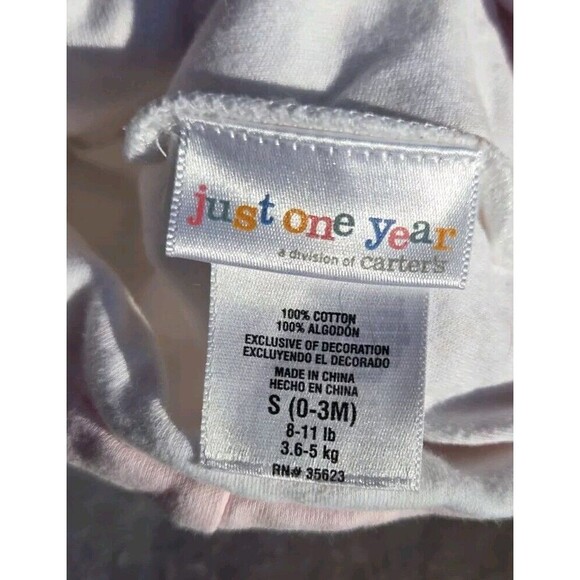 just one year
a division of carter's
100% COTTON
100% ALGODÓN
EXCLUSIVE OF DECORATION
EXCLUYENDO EL DECORADO
MADE IN CHINA
HECHO EN CHINA
S (0-3M)
8-11 lb
3.6-5 kg
RN# 35623